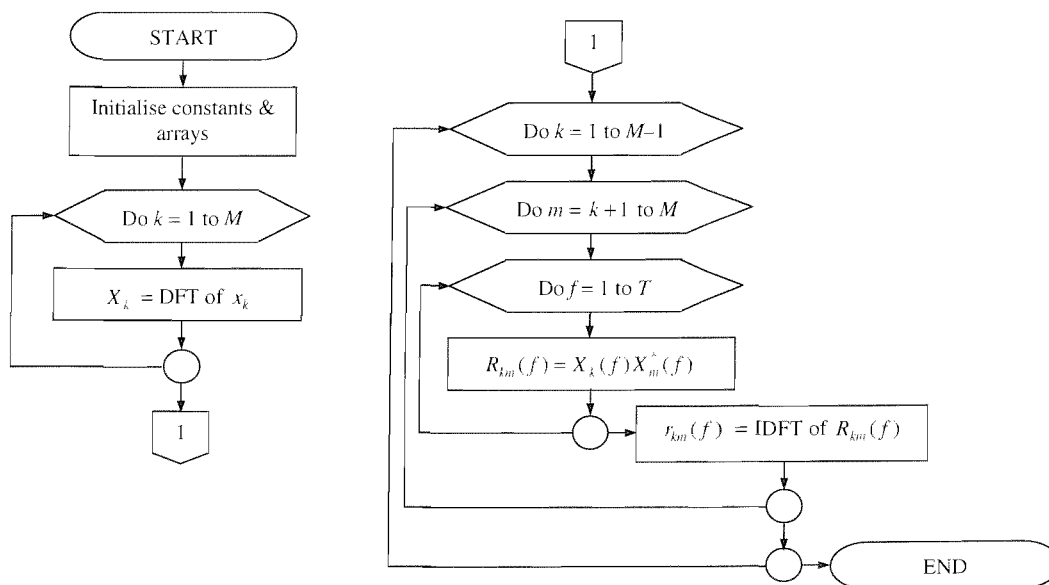 START
Initialise constants &
arrays
Do k = 1 to M
X_k = DFT of x_k
1
1
Do k = 1 to M–1
Do m = k+1 to M
Do f = 1 to T
R_km(f) = X_k(f)X_m^*(f)
r_km(f) = IDFT of R_km(f)
END